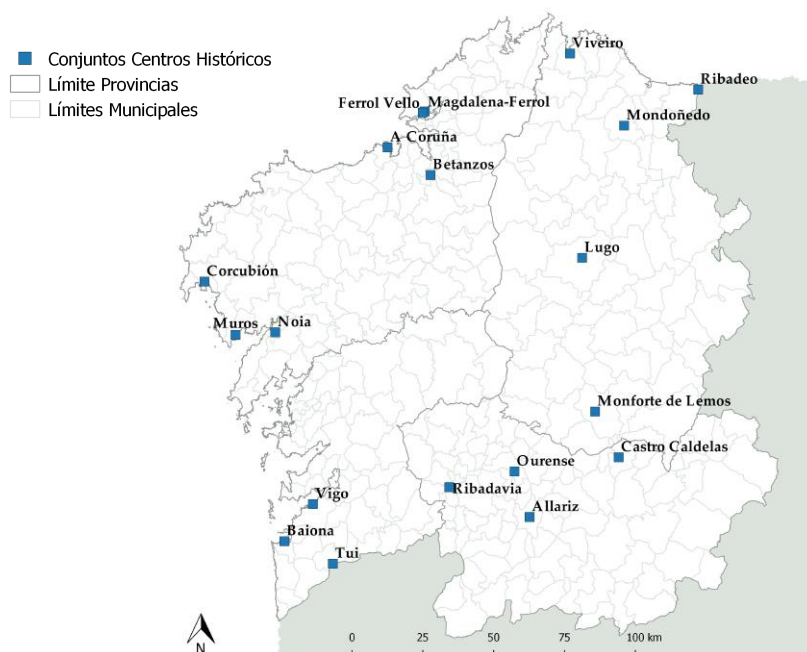 Conjuntos Centros Históricos
Límite Provincias
Límites Municipales
Viveiro
Ribadeo
Ferrol Vello
Magdalena-Ferrol
Mondoñedo
A Coruña
Betanzos
Lugo
Corcubión
Muros
Noia
Monforte de Lemos
Castro Caldelas
Ourense
Ribadavia
Vigo
Allariz
Baiona
Tui
N
0 25 50 75 100 km